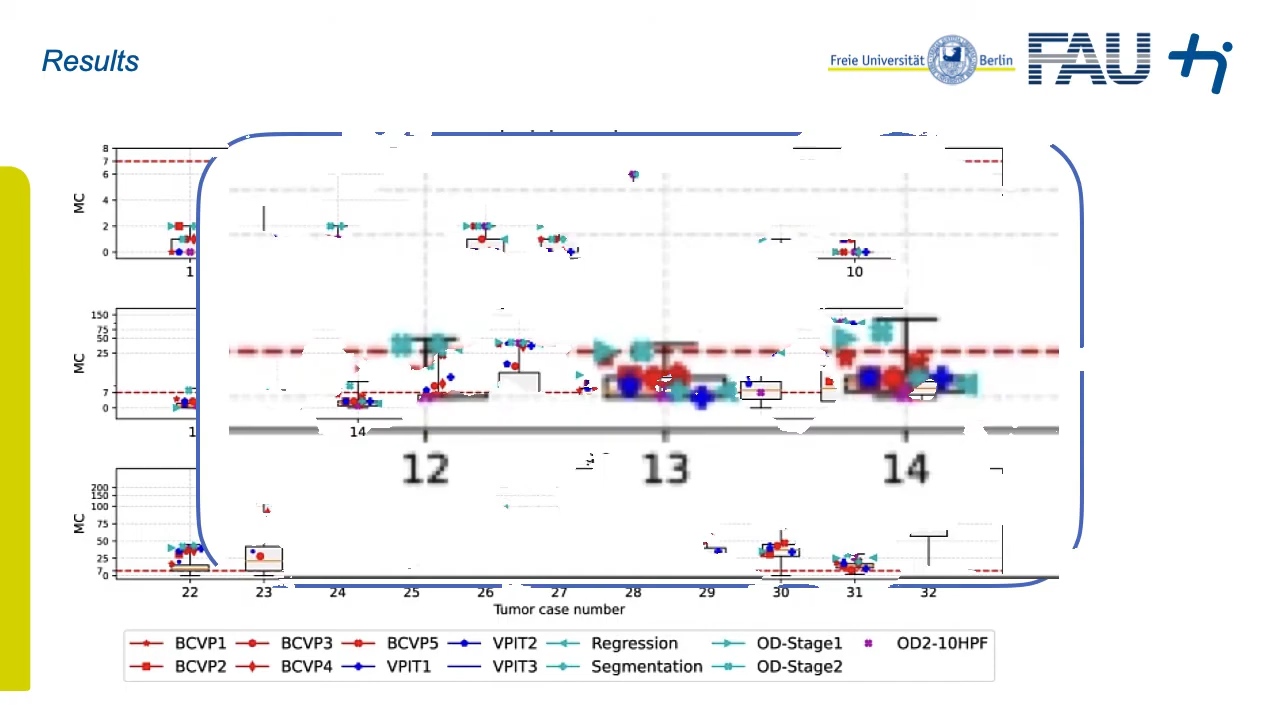 Results
Freie Universität Berlin
FAU
8
7
6
4
2
0
MC
1
10
150
75
50
25
7
0
MC
1
14
12
13
14
200
150
100
75
50
25
7
0
MC
22 23 24 25 26 27 28 29 30 31 32
Tumor case number
BCVP1 BCVP3 BCVP5 VPIT2 Regression OD-Stage1 OD2-10HPF
BCVP2 BCVP4 VPIT1 VPIT3 Segmentation OD-Stage2